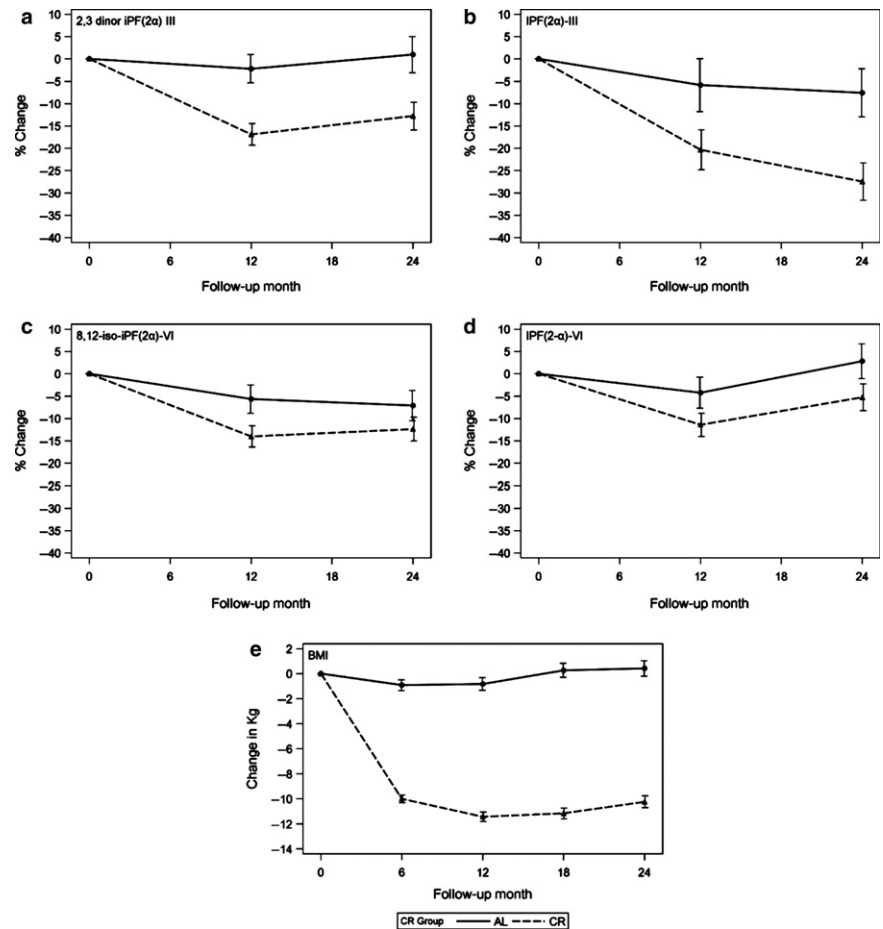 a
2,3 dinor iPF(2α) III
10
5
0
–5
–10
–15
–20
–25
–30
–35
–40
% Change
0 6 12 18 24
Follow-up month
b
IPF(2α)-III
10
5
0
–5
–10
–15
–20
–25
–30
–35
–40
% Change
0 6 12 18 24
Follow-up month
c
8,12-iso-iPF(2α)-VI
10
5
0
–5
–10
–15
–20
–25
–30
–35
–40
% Change
0 6 12 18 24
Follow-up month
d
IPF(2-α)-VI
10
5
0
–5
–10
–15
–20
–25
–30
–35
–40
% Change
0 6 12 18 24
Follow-up month
e
BMI
2
0
–2
–4
–6
–8
–10
–12
–14
Change in Kg
0 6 12 18 24
Follow-up month
CR Group AL CR